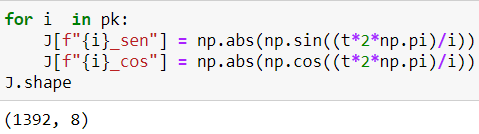 for i  in pk:
    J[f"{i}_sen"] = np.abs(np.sin((t*2*np.pi)/i))
    J[f"{i}_cos"] = np.abs(np.cos((t*2*np.pi)/i))
J.shape
(1392, 8)